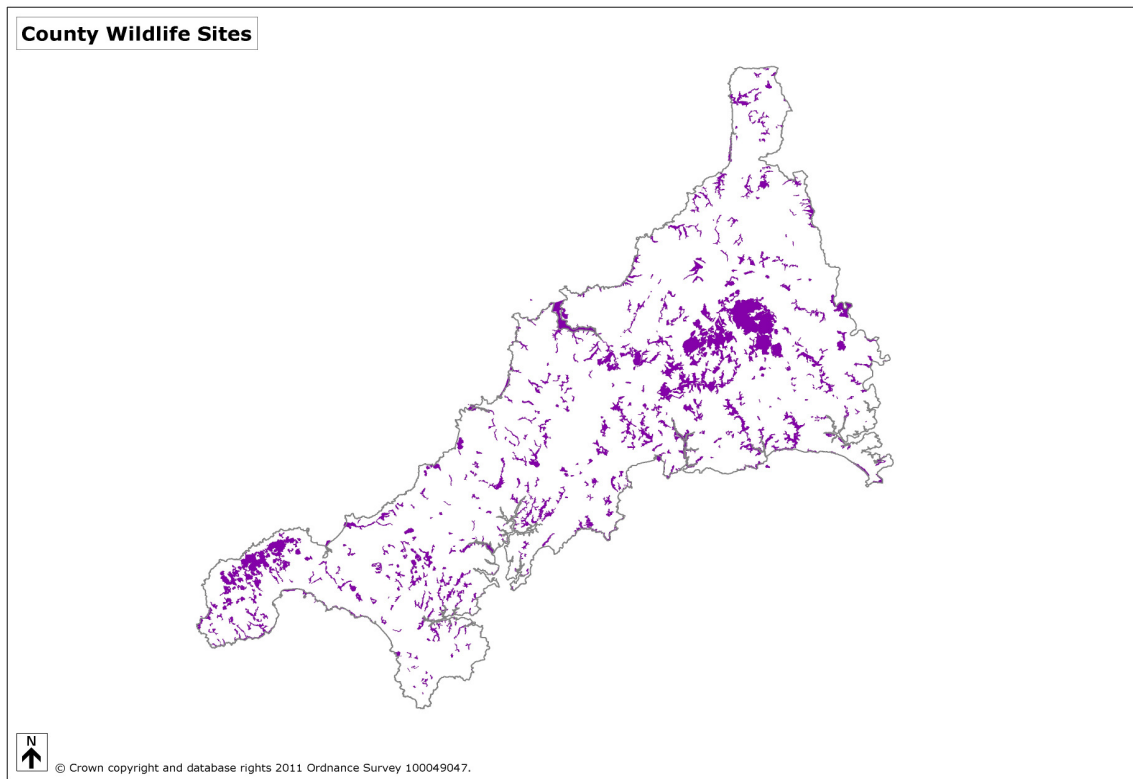 County Wildlife Sites
N
© Crown copyright and database rights 2011 Ordnance Survey 100049047.